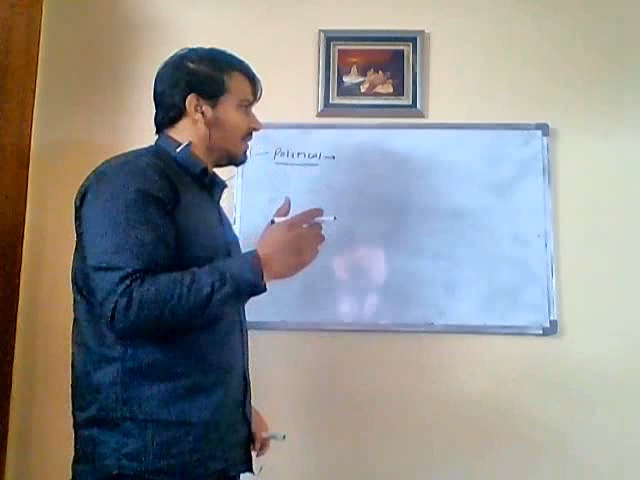 — Political →